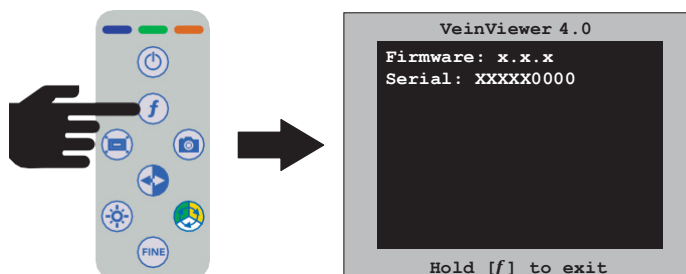 f
FINE
VeinViewer 4.0
Firmware: x.x.x
Serial: XXXXX0000
Hold [f] to exit